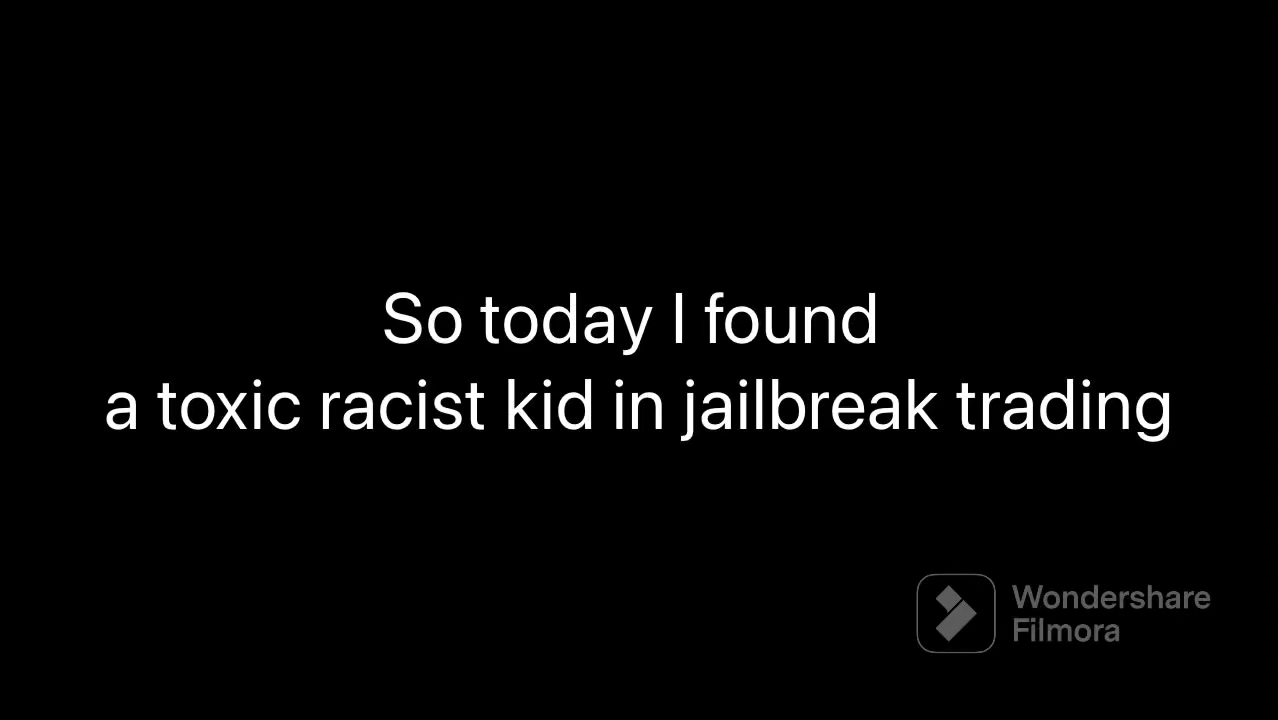 So today I found
a toxic racist kid in jailbreak trading
Wondershare
Filmora